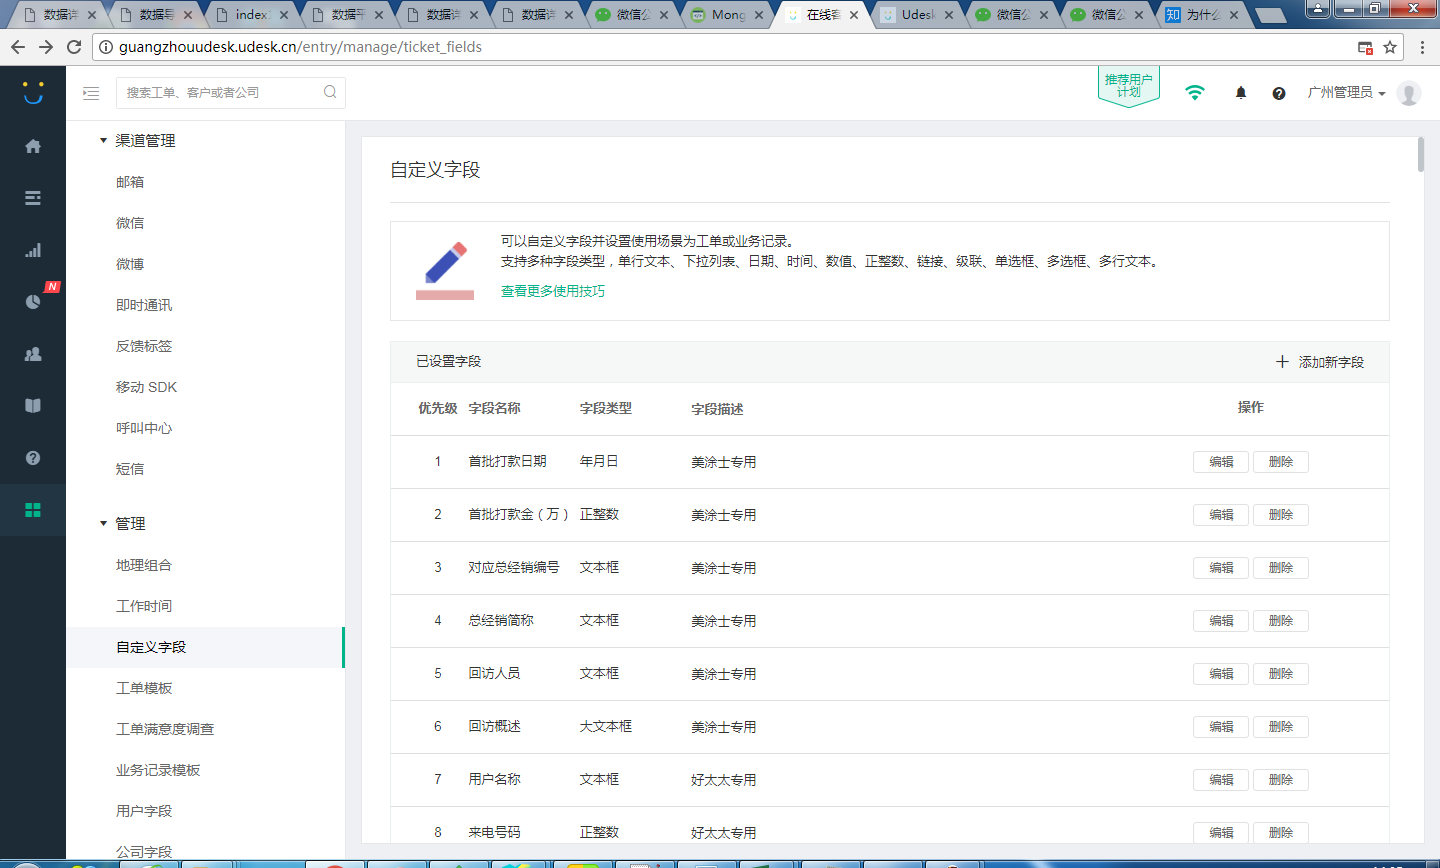 数据详
数据导
index
数据平
数据详
数据详
微信公
Mong
在线客
Udesk
微信公
微信公
知 为什么
guangzhouudesk.udesk.cn/entry/manage/ticket_fields
搜索工单、客户或者公司
推荐用户
计划
广州管理员
N
渠道管理
邮箱
微信
微博
即时通讯
反馈标签
移动 SDK
呼叫中心
短信
管理
地理组合
工作时间
自定义字段
工单模板
工单满意度调查
业务记录模板
用户字段
公司字段
自定义字段
可以自定义字段并设置使用场景为工单或业务记录。
支持多种字段类型，单行文本、下拉列表、日期、时间、数值、正整数、链接、级联、单选框、多选框、多行文本。
查看更多使用技巧
已设置字段 添加新字段
优先级 字段名称 字段类型 字段描述 操作
1 首批打款日期 年月日 美涂士专用 编辑 删除
2 首批打款金（万） 正整数 美涂士专用 编辑 删除
3 对应总经销编号 文本框 美涂士专用 编辑 删除
4 总经销简称 文本框 美涂士专用 编辑 删除
5 回访人员 文本框 美涂士专用 编辑 删除
6 回访概述 大文本框 美涂士专用 编辑 删除
7 用户名称 文本框 好太太专用 编辑 删除
8 来电号码 正整数 好太太专用 编辑 删除